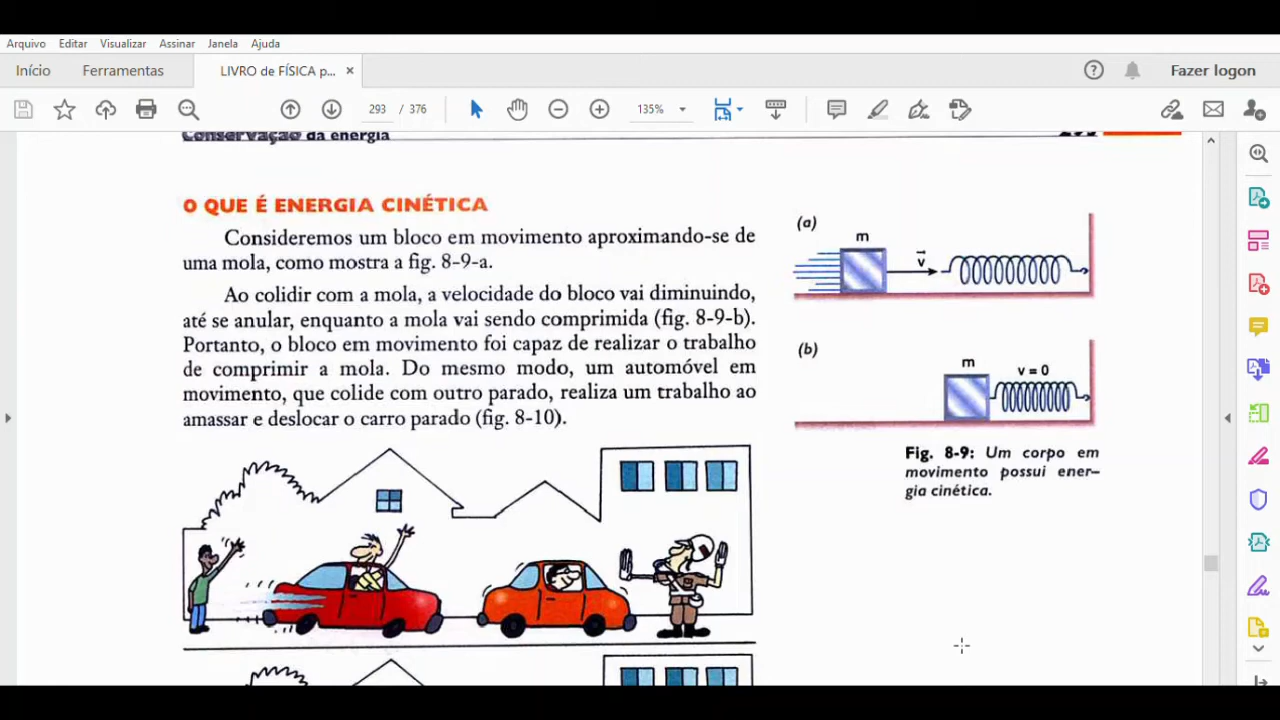 Arquivo Editar Visualizar Assinar Janela Ajuda
Início Ferramentas LIVRO de FÍSICA p... × Fazer logon
293 / 376 135%
Conservação da energia
O QUE É ENERGIA CINÉTICA
Consideremos um bloco em movimento aproximando-se de
uma mola, como mostra a fig. 8-9-a.
Ao colidir com a mola, a velocidade do bloco vai diminuindo,
até se anular, enquanto a mola vai sendo comprimida (fig. 8-9-b).
Portanto, o bloco em movimento foi capaz de realizar o trabalho
de comprimir a mola. Do mesmo modo, um automóvel em
movimento, que colide com outro parado, realiza um trabalho ao
amassar e deslocar o carro parado (fig. 8-10).
(a)
m
v
(b)
m
v = 0
Fig. 8-9: Um corpo em
movimento possui ener-
gia cinética.